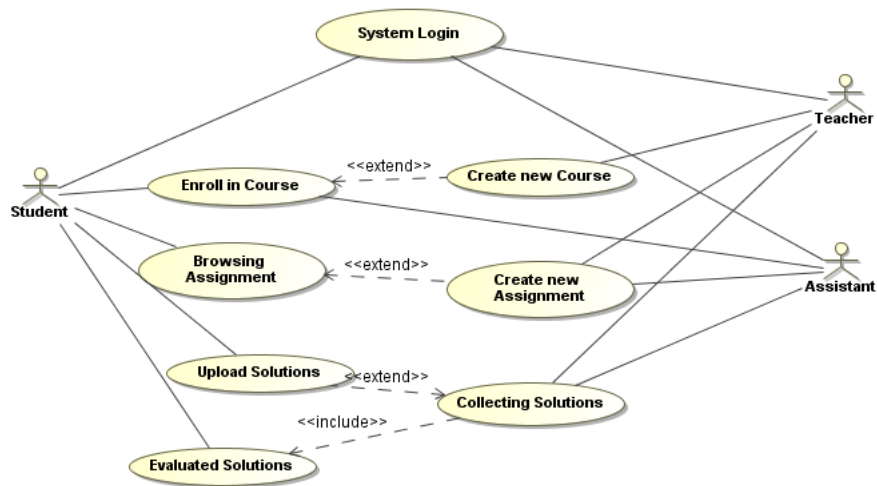 System Login
Teacher
<<extend>>
Enroll in Course
Create new Course
Student
Browsing
Assignment
<<extend>>
Create new
Assignment
Assistant
Upload Solutions
<<extend>>
Collecting Solutions
<<include>>
Evaluated Solutions